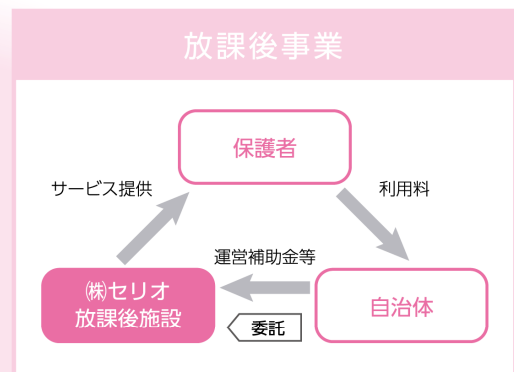 放課後事業
保護者
サービス提供
利用料
運営補助金等
㈱セリオ
放課後施設
自治体
委託